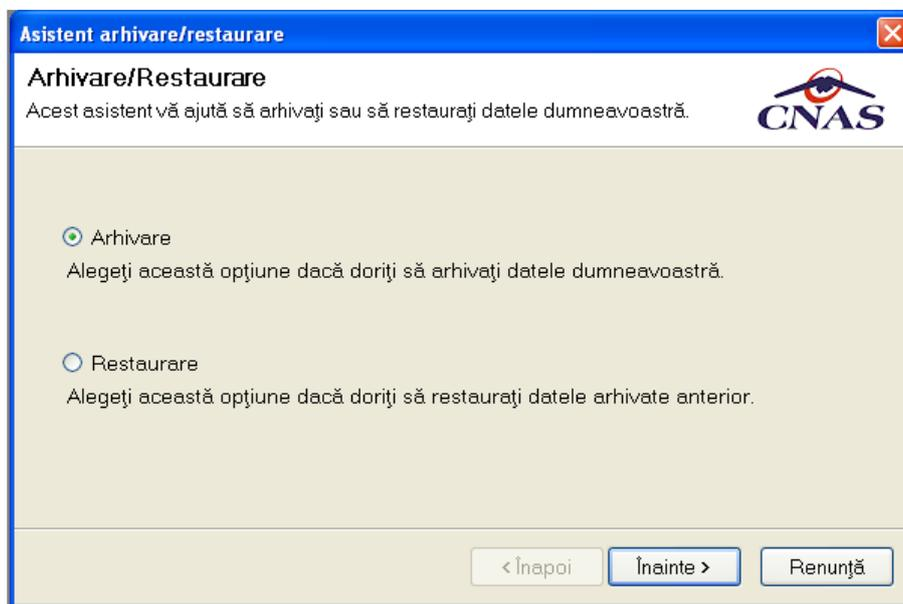 Asistent arhivare/restaurare
Arhivare/Restaurare
Acest asistent vă ajută să arhivaţi sau să restauraţi datele dumneavoastră.
CNAS
Arhivare
Alegeţi această opţiune dacă doriţi să arhivaţi datele dumneavoastră.
Restaurare
Alegeţi această opţiune dacă doriţi să restauraţi datele arhivate anterior.
< Înapoi
Înainte >
Renunţă